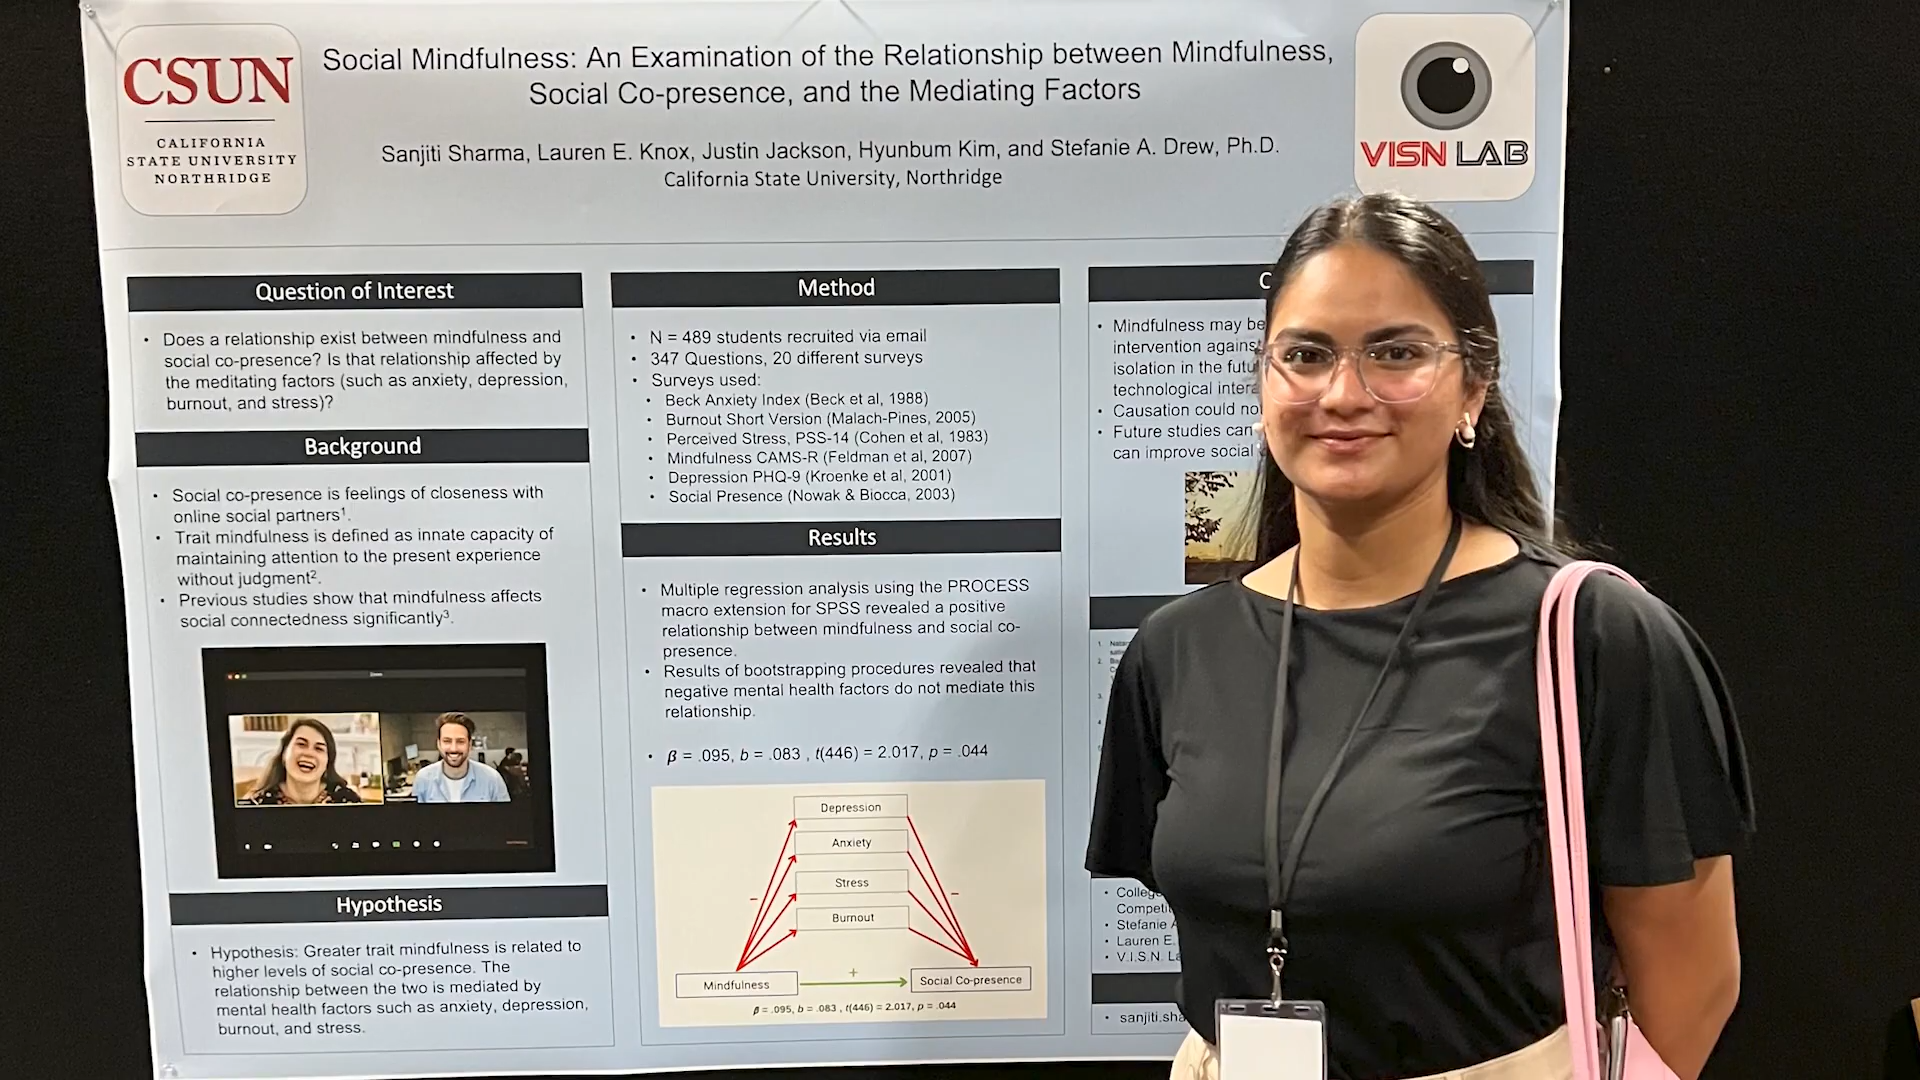 CSUN
CALIFORNIA
STATE UNIVERSITY
NORTHRIDGE
Social Mindfulness: An Examination of the Relationship between Mindfulness,
Social Co-presence, and the Mediating Factors
Sanjiti Sharma, Lauren E. Knox, Justin Jackson, Hyunbum Kim, and Stefanie A. Drew, Ph.D.
California State University, Northridge
VISN LAB
Question of Interest
• Does a relationship exist between mindfulness and
social co-presence? Is that relationship affected by
the meditating factors (such as anxiety, depression,
burnout, and stress)?
Background
• Social co-presence is feelings of closeness with
online social partners¹.
• Trait mindfulness is defined as innate capacity of
maintaining attention to the present experience
without judgment².
• Previous studies show that mindfulness affects
social connectedness significantly³.
Hypothesis
• Hypothesis: Greater trait mindfulness is related to
higher levels of social co-presence. The
relationship between the two is mediated by
mental health factors such as anxiety, depression,
burnout, and stress.
Method
• N = 489 students recruited via email
• 347 Questions, 20 different surveys
• Surveys used:
• Beck Anxiety Index (Beck et al, 1988)
• Burnout Short Version (Malach-Pines, 2005)
• Perceived Stress, PSS-14 (Cohen et al, 1983)
• Mindfulness CAMS-R (Feldman et al, 2007)
• Depression PHQ-9 (Kroenke et al, 2001)
• Social Presence (Nowak & Biocca, 2003)
Results
• Multiple regression analysis using the PROCESS
macro extension for SPSS revealed a positive
relationship between mindfulness and social co-
presence.
• Results of bootstrapping procedures revealed that
negative mental health factors do not mediate this
relationship.
• β = .095, b = .083 , t(446) = 2.017, p = .044
Depression
Anxiety
Stress
Burnout
− −
+
Mindfulness Social Co-presence
β = .095, b = .083 , t(446) = 2.017, p = .044
C
• Mindfulness may be
intervention agains
isolation in the futu
technological intera
• Causation could no
• Future studies can
can improve social
1.
2.
3.
4.
• Colleg
Competit
• Stefanie A
• Lauren E.
• V.I.S.N. La
• sanjiti.sha